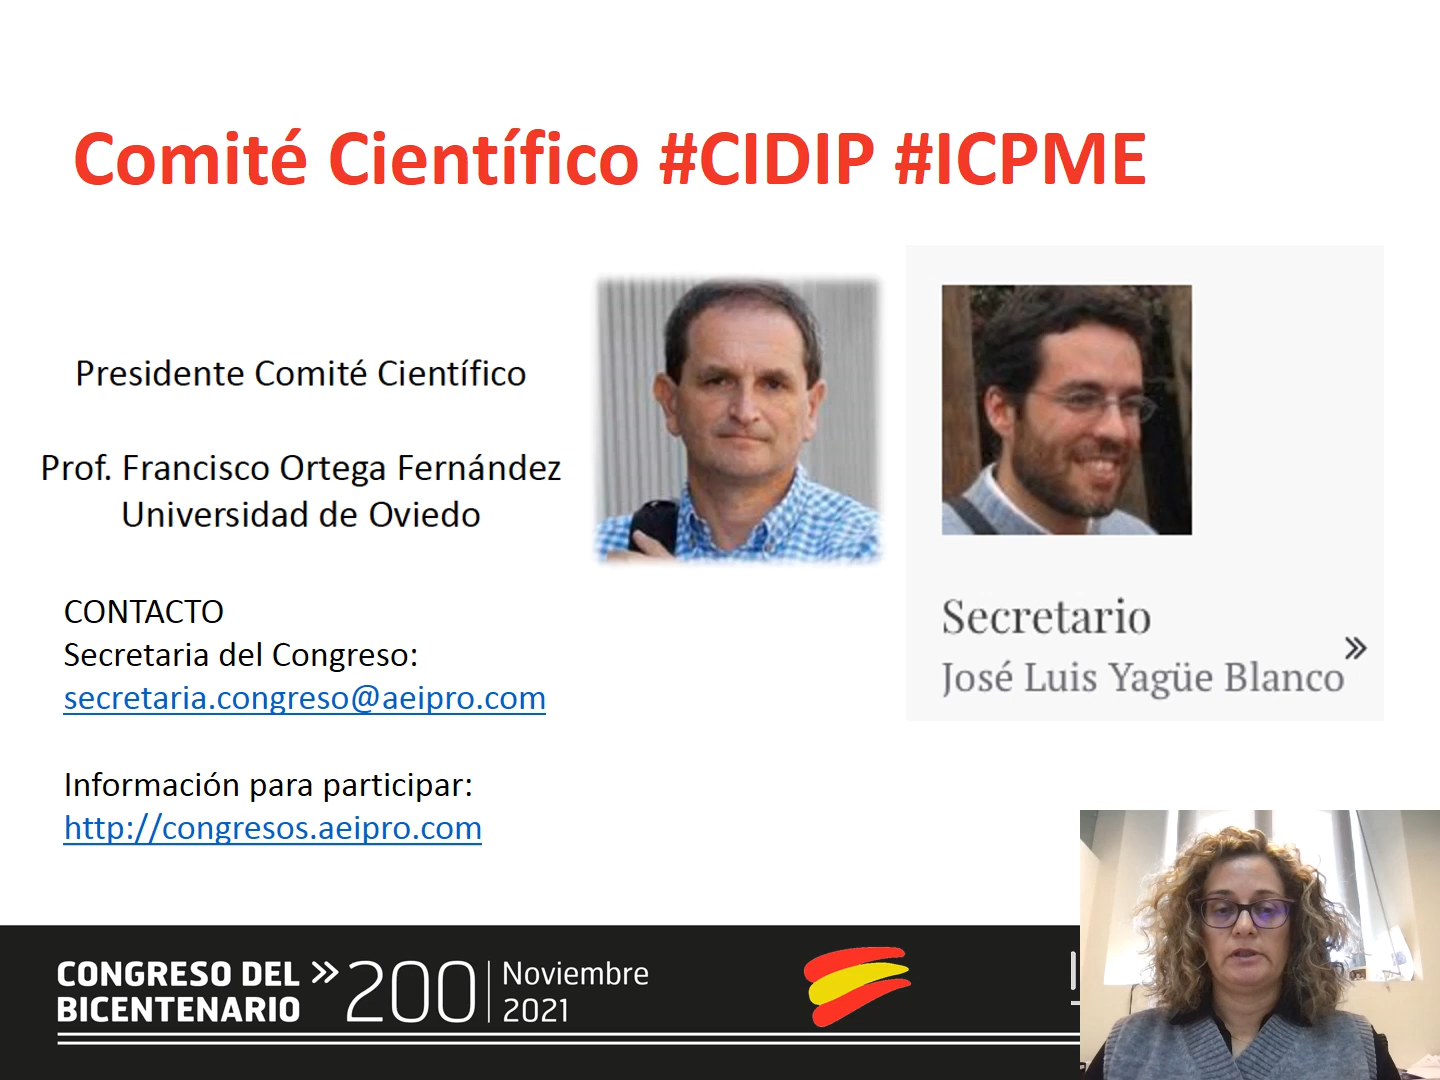 Comité Científico #CIDIP #ICPME
Presidente Comité Científico
Prof. Francisco Ortega Fernández
Universidad de Oviedo
CONTACTO
Secretaria del Congreso:
secretaria.congreso@aeipro.com
Información para participar:
http://congresos.aeipro.com
Secretario
José Luis Yagüe Blanco
»
CONGRESO DEL »
BICENTENARIO
200
Noviembre
2021